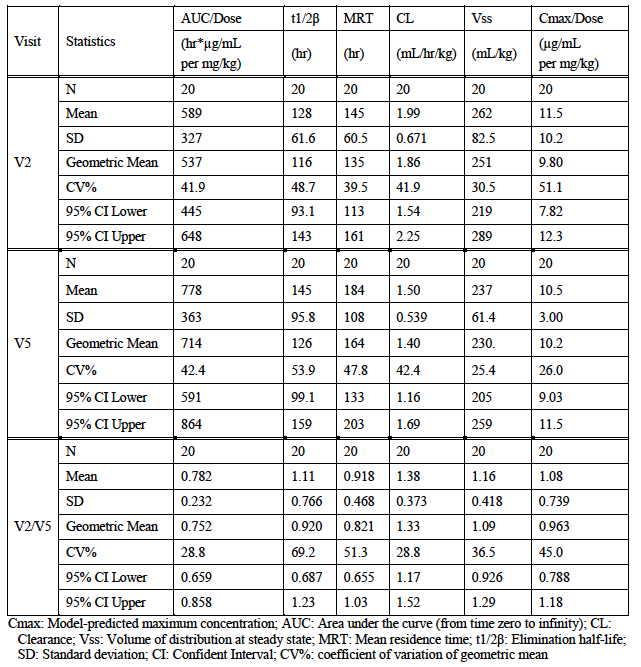 Visit Statistics AUC/Dose t1/2β MRT CL Vss Cmax/Dose
(hr*µg/mL per mg/kg) (hr) (hr) (mL/hr/kg) (mL/kg) (µg/mL per mg/kg)
V2
N 20 20 20 20 20 20
Mean 589 128 145 1.99 262 11.5
SD 327 61.6 60.5 0.671 82.5 10.2
Geometric Mean 537 116 135 1.86 251 9.80
CV% 41.9 48.7 39.5 41.9 30.5 51.1
95% CI Lower 445 93.1 113 1.54 219 7.82
95% CI Upper 648 143 161 2.25 289 12.3
V5
N 20 20 20 20 20 20
Mean 778 145 184 1.50 237 10.5
SD 363 95.8 108 0.539 61.4 3.00
Geometric Mean 714 126 164 1.40 230. 10.2
CV% 42.4 53.9 47.8 42.4 25.4 26.0
95% CI Lower 591 99.1 133 1.16 205 9.03
95% CI Upper 864 159 203 1.69 259 11.5
V2/V5
N 20 20 20 20 20 20
Mean 0.782 1.11 0.918 1.38 1.16 1.08
SD 0.232 0.766 0.468 0.373 0.418 0.739
Geometric Mean 0.752 0.920 0.821 1.33 1.09 0.963
CV% 28.8 69.2 51.3 28.8 36.5 45.0
95% CI Lower 0.659 0.687 0.655 1.17 0.926 0.788
95% CI Upper 0.858 1.23 1.03 1.52 1.29 1.18
Cmax: Model-predicted maximum concentration; AUC: Area under the curve (from time zero to infinity); CL:
Clearance; Vss: Volume of distribution at steady state; MRT: Mean residence time; t1/2β: Elimination half-life;
SD: Standard deviation; CI: Confident Interval; CV%: coefficient of variation of geometric mean